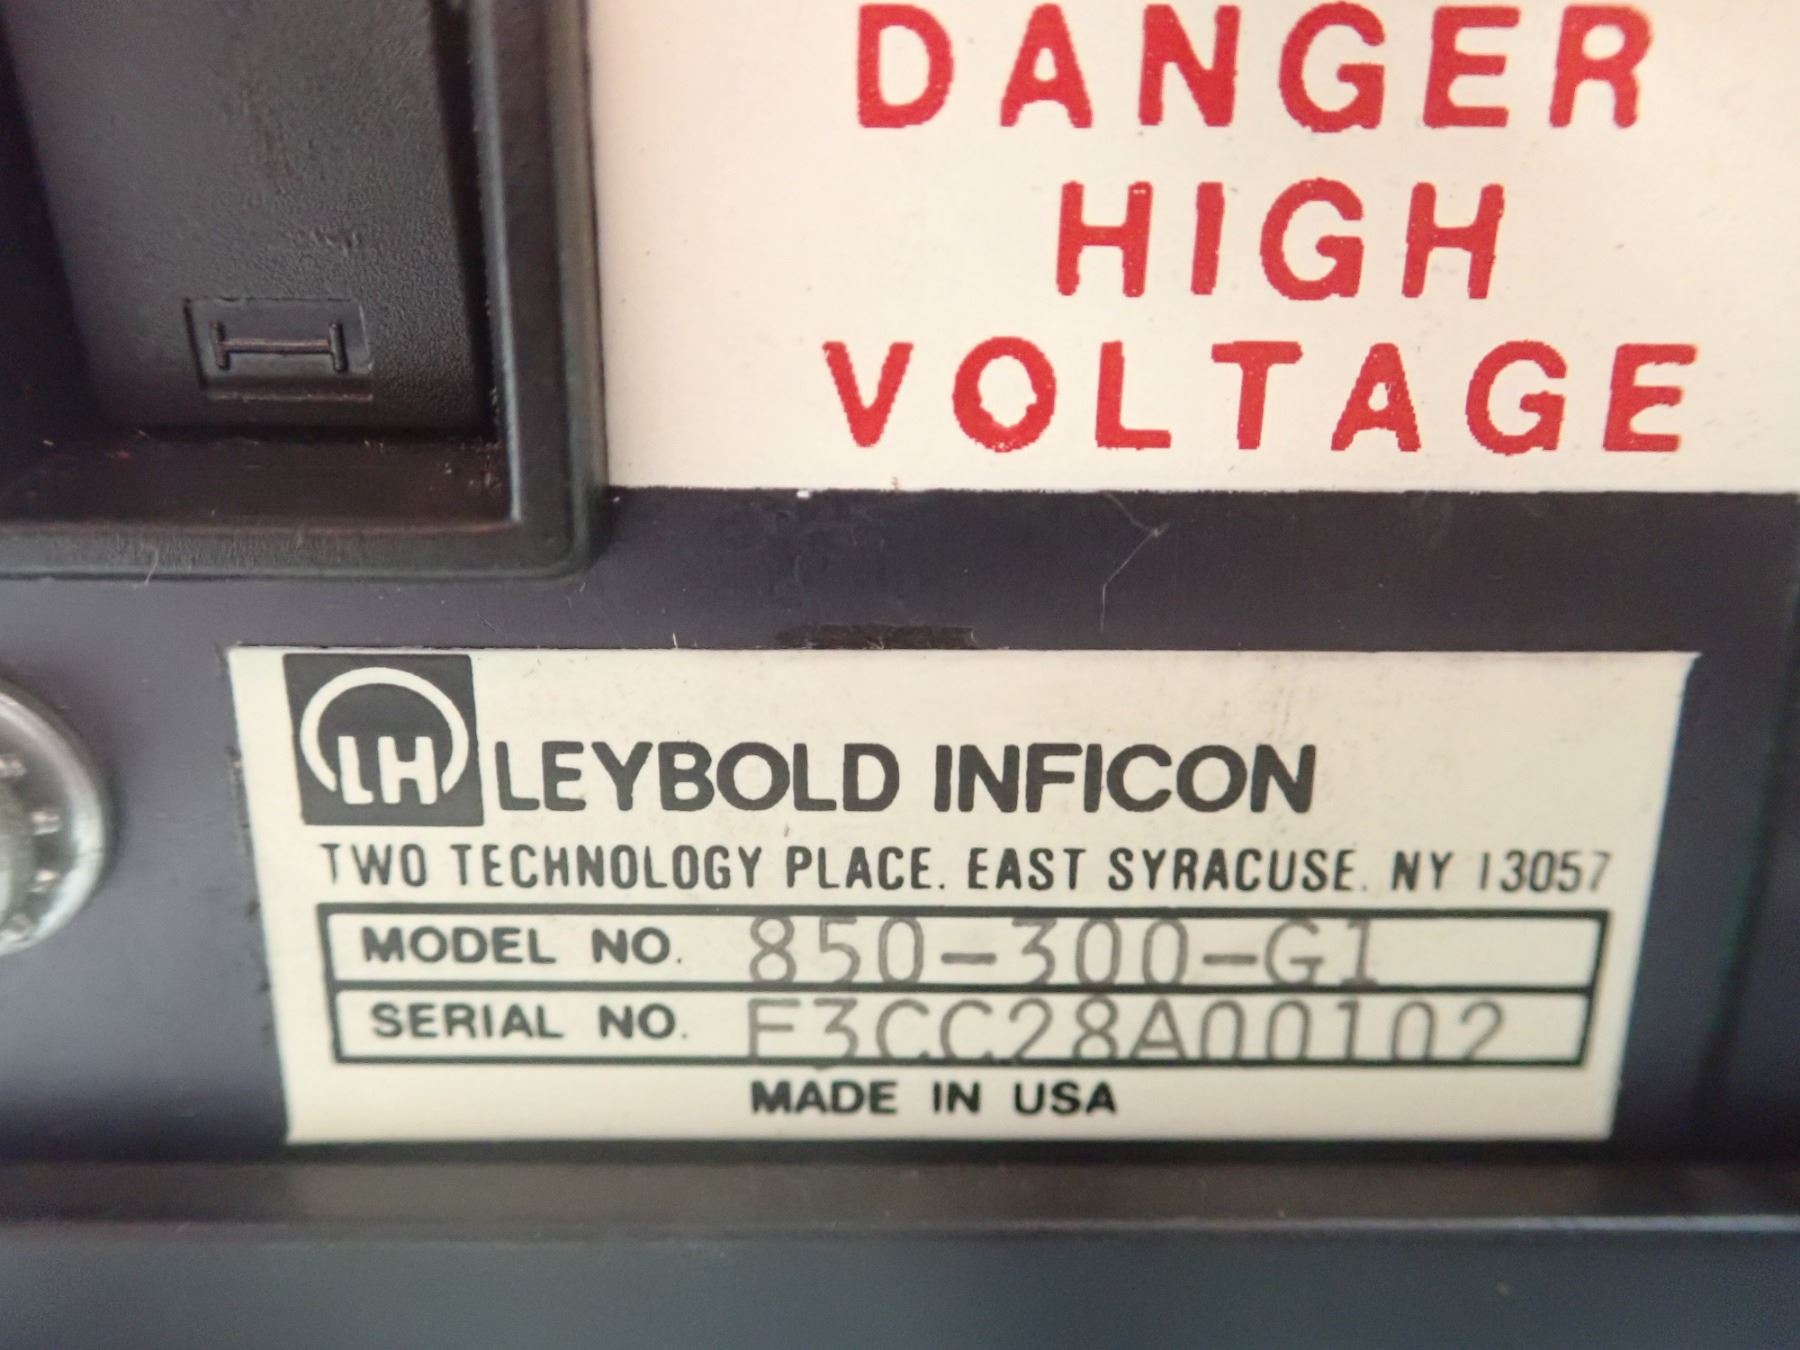 DANGER
HIGH
VOLTAGE
LH LEYBOLD INFICON
TWO TECHNOLOGY PLACE. EAST SYRACUSE. NY 13057
MODEL NO. 850-300-G1
SERIAL NO. F3CC28A00102
MADE IN USA